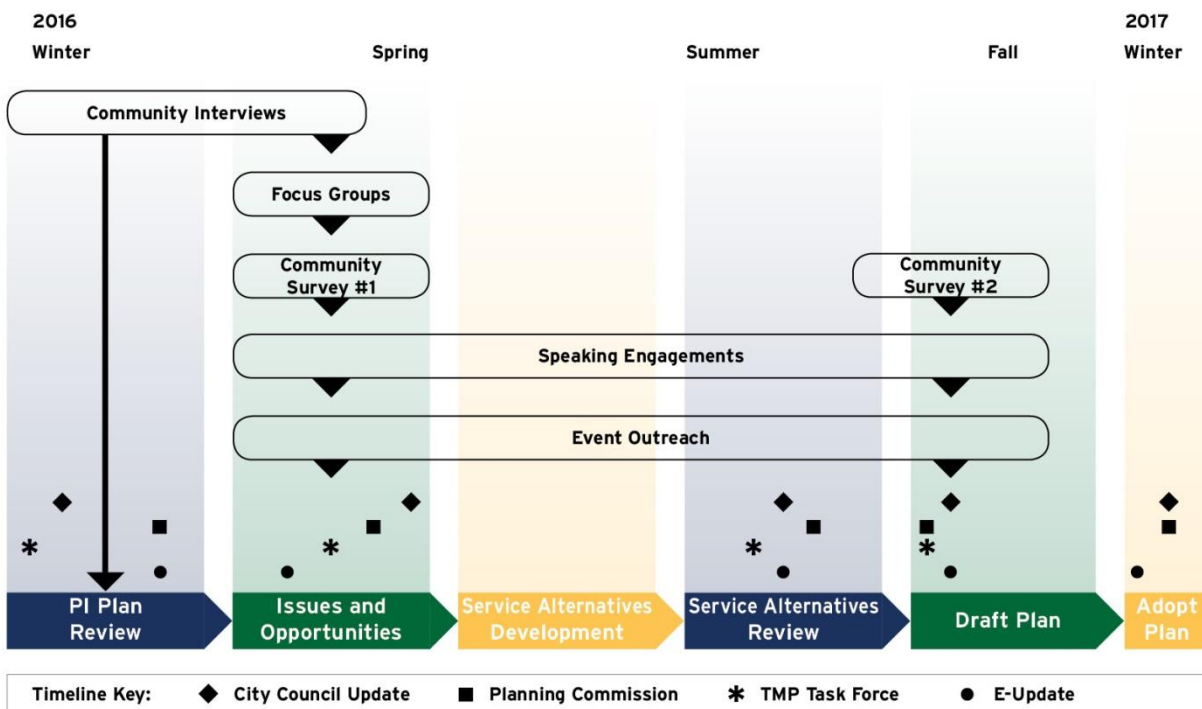 2016
2017
Winter
Spring
Summer
Fall
Winter
Community Interviews
Focus Groups
Community
Survey #1
Community
Survey #2
Speaking Engagements
Event Outreach
PI Plan
Review
Issues and
Opportunities
Service Alternatives
Development
Service Alternatives
Review
Draft Plan
Adopt
Plan
Timeline Key:
City Council Update
Planning Commission
TMP Task Force
E-Update